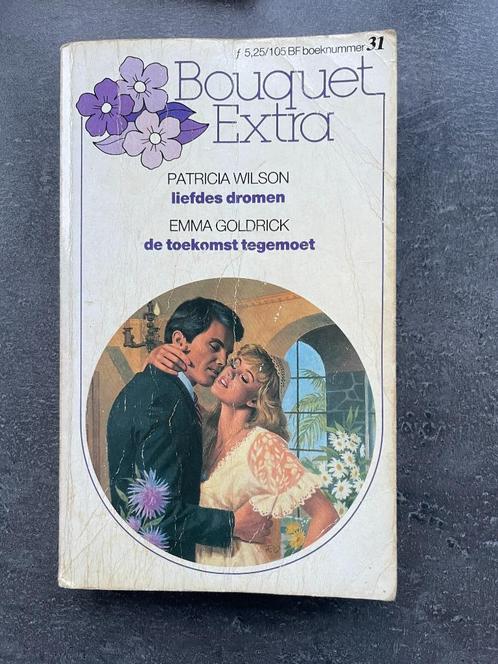 ƒ 5,25/105 BF boeknummer 31
Bouquet
Extra
PATRICIA WILSON
liefdes dromen
EMMA GOLDRICK
de toekomst tegemoet